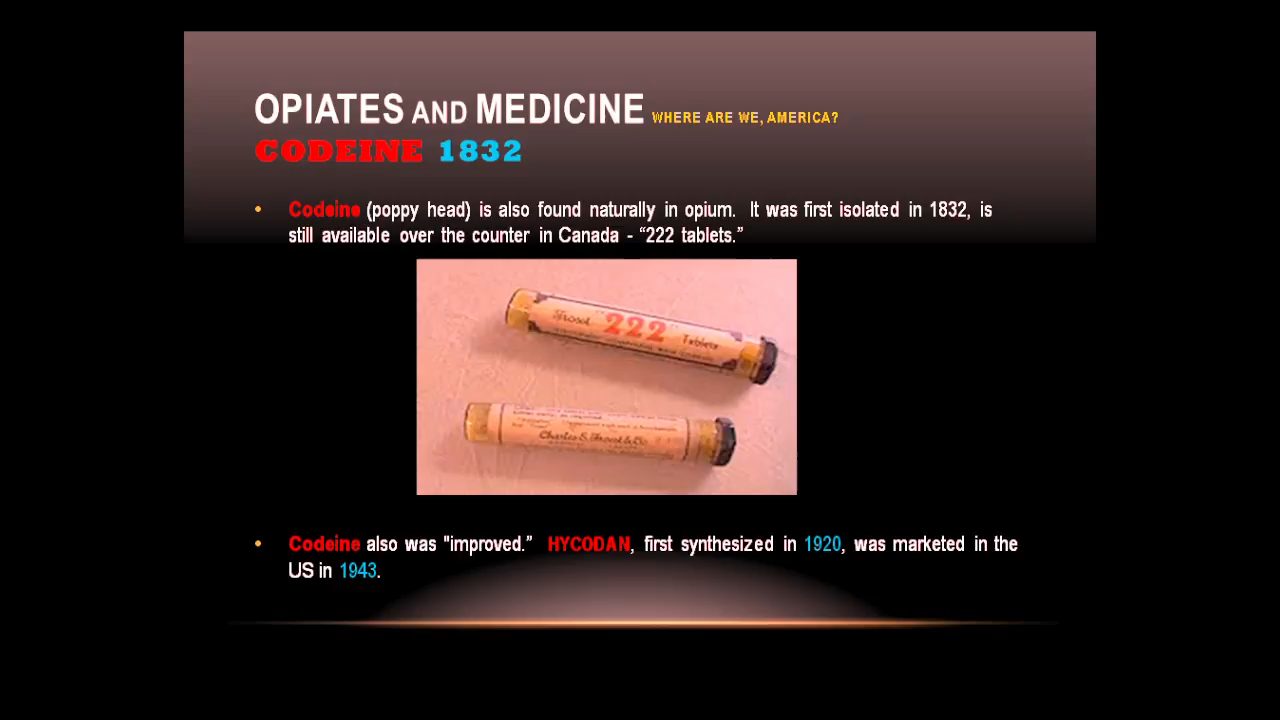 OPIATES AND MEDICINE WHERE ARE WE, AMERICA?
CODEINE 1832
• Codeine (poppy head) is also found naturally in opium. It was first isolated in 1832, is
still available over the counter in Canada - “222 tablets.”
Frosst "222" Tablets
Charles E. Frosst & Co
• Codeine also was "improved.” HYCODAN, first synthesized in 1920, was marketed in the
US in 1943.